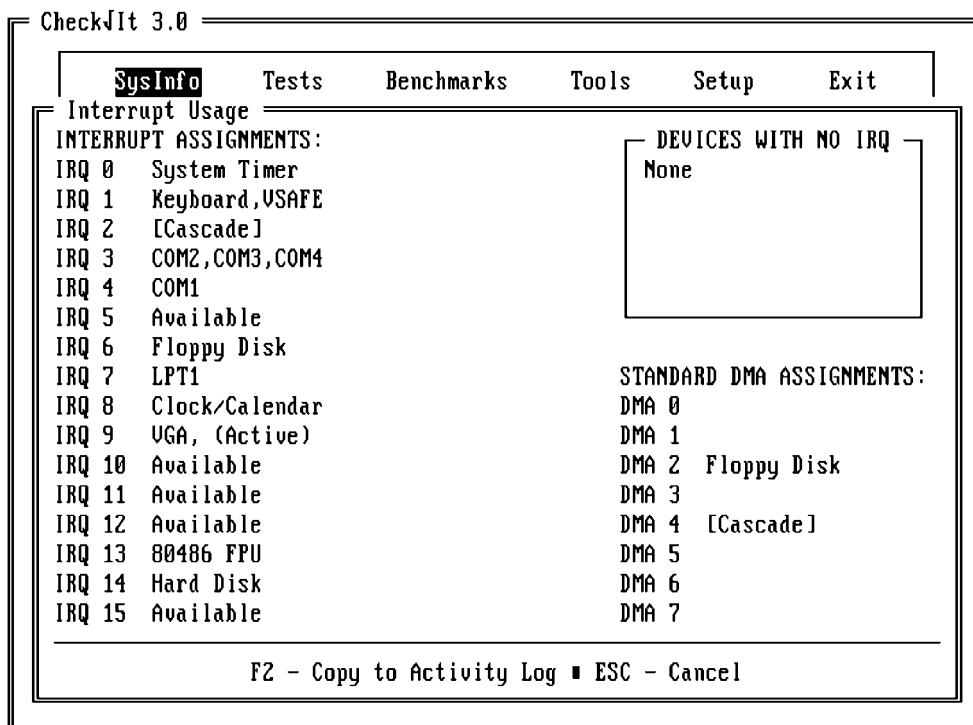 Check√It 3.0
SysInfo Tests Benchmarks Tools Setup Exit
Interrupt Usage
INTERRUPT ASSIGNMENTS:
IRQ 0 System Timer
IRQ 1 Keyboard,VSAFE
IRQ 2 [Cascade]
IRQ 3 COM2,COM3,COM4
IRQ 4 COM1
IRQ 5 Available
IRQ 6 Floppy Disk
IRQ 7 LPT1
IRQ 8 Clock/Calendar
IRQ 9 VGA, (Active)
IRQ 10 Available
IRQ 11 Available
IRQ 12 Available
IRQ 13 80486 FPU
IRQ 14 Hard Disk
IRQ 15 Available
DEVICES WITH NO IRQ
None
STANDARD DMA ASSIGNMENTS:
DMA 0
DMA 1
DMA 2 Floppy Disk
DMA 3
DMA 4 [Cascade]
DMA 5
DMA 6
DMA 7
F2 - Copy to Activity Log ∎ ESC - Cancel